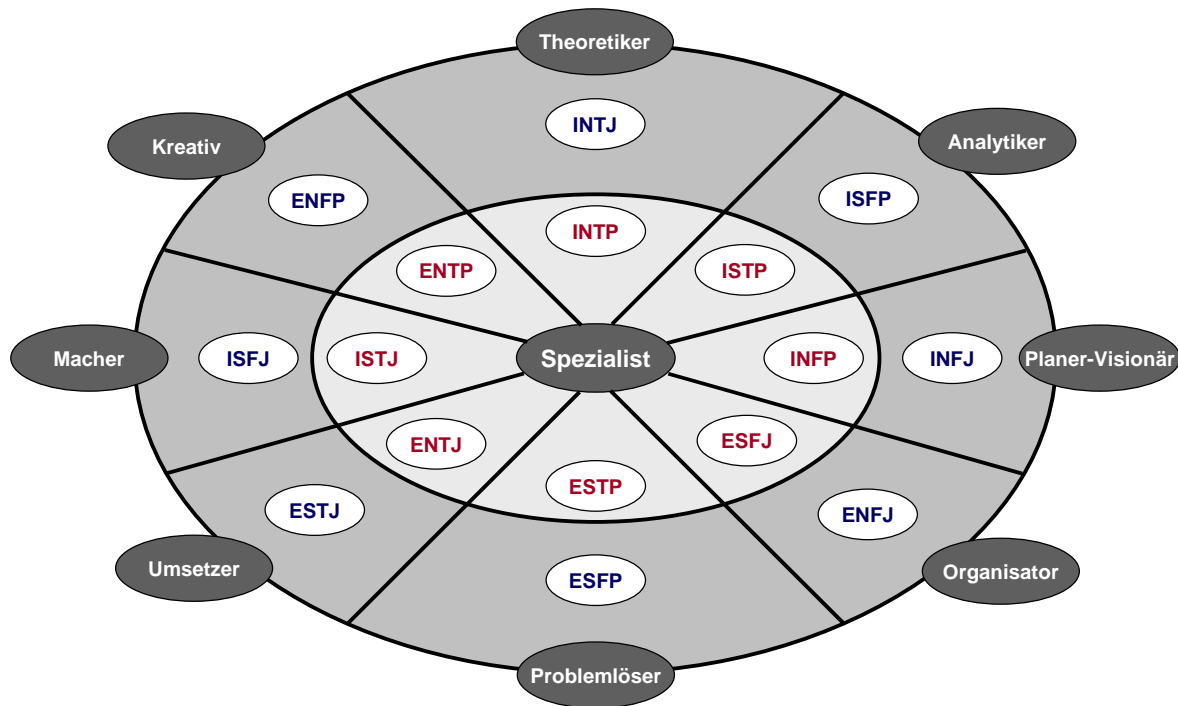 Theoretiker
INTJ
Kreativ
Analytiker
ENFP
ISFP
INTP
ENTP
ISTP
Macher
ISFJ
ISTJ
Spezialist
INFP
INFJ
Planer-Visionär
ENTJ
ESFJ
ESTP
ESTJ
ENFJ
Umsetzer
ESFP
Organisator
Problemlöser